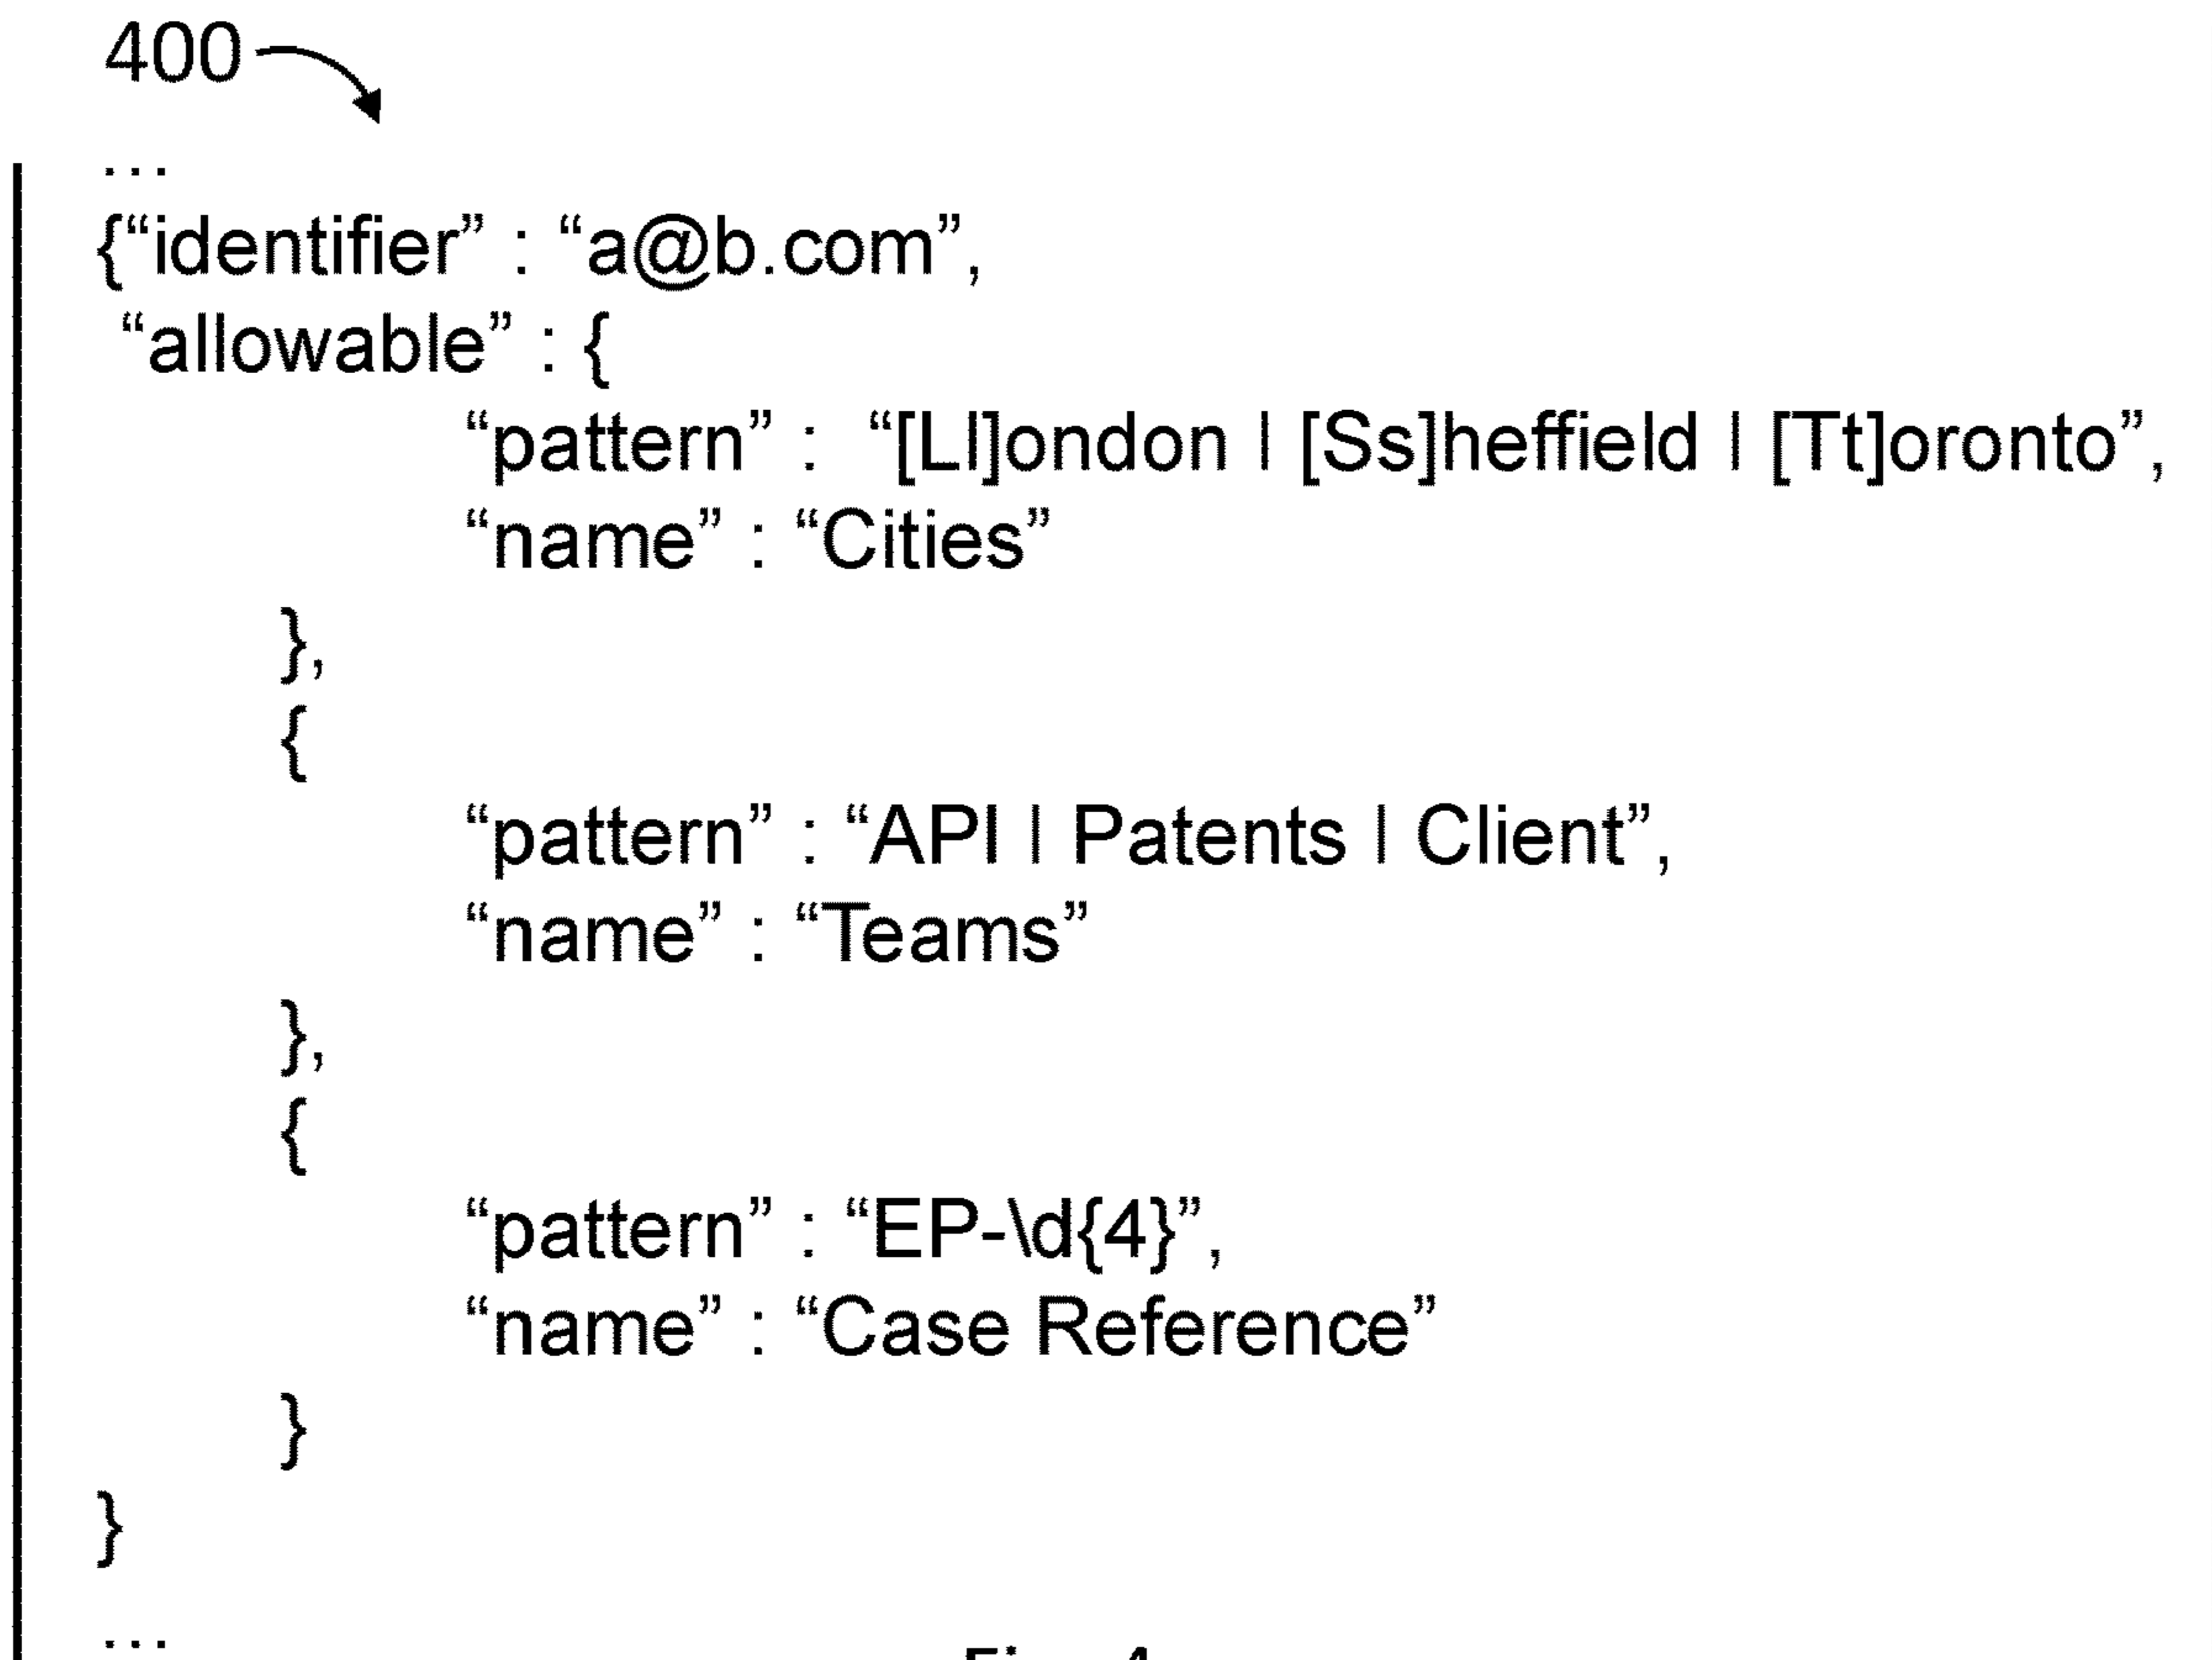 400
...
{“identifier” : “a@b.com”,
“allowable” : {
“pattern” : “[Ll]ondon | [Ss]heffield | [Tt]oronto”,
“name” : “Cities”
},
{
“pattern” : “API | Patents | Client”,
“name” : “Teams”
},
{
“pattern” : “EP-\d{4}”,
“name” : “Case Reference”
}
}
...